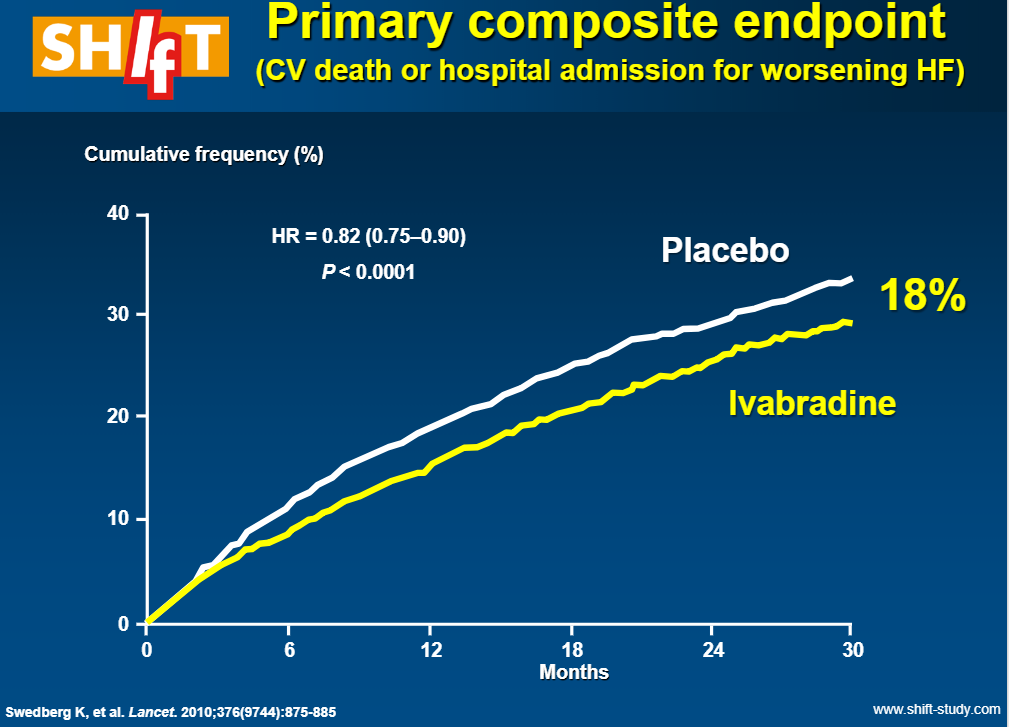 SHIfT
Primary composite endpoint
(CV death or hospital admission for worsening HF)
Cumulative frequency (%)
40
HR = 0.82 (0.75–0.90)
P < 0.0001
Placebo
18%
30
Ivabradine
20
10
0
0 6 12 18 24 30
Months
Swedberg K, et al. Lancet. 2010;376(9744):875-885
www.shift-study.com